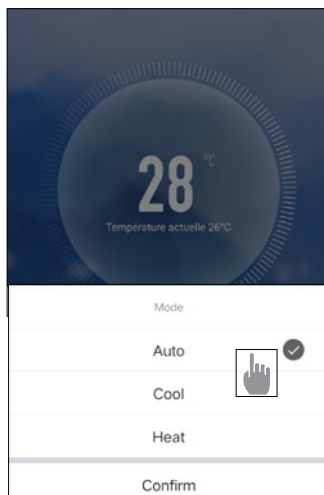 28 °C
Température actuelle 26°C
Mode
Auto
Cool
Heat
Confirm